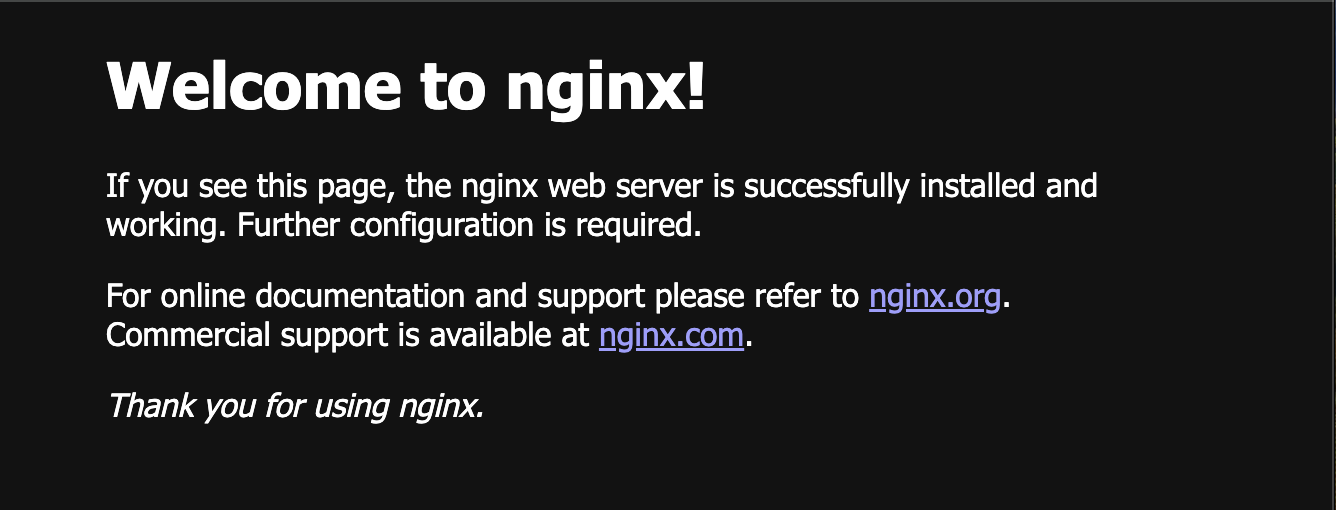 Welcome to nginx!
If you see this page, the nginx web server is successfully installed and
working. Further configuration is required.
For online documentation and support please refer to nginx.org.
Commercial support is available at nginx.com.
Thank you for using nginx.